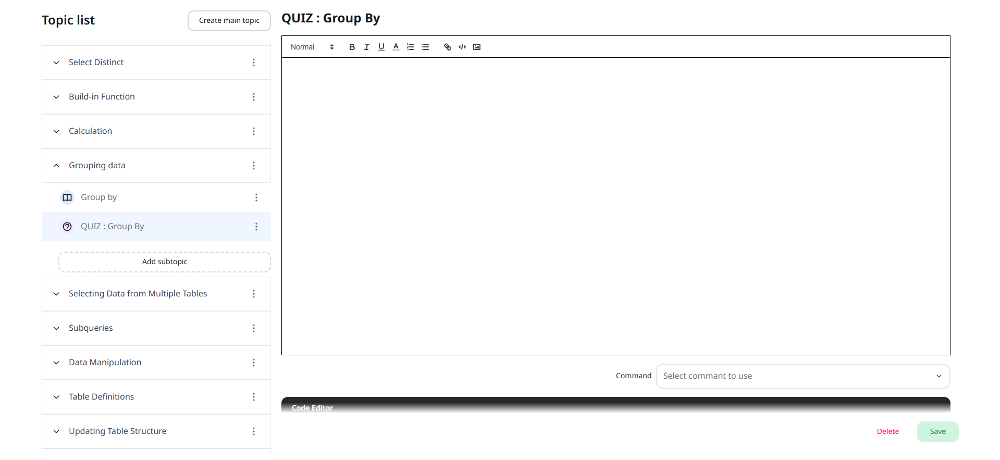 Topic list
Create main topic
Select Distinct
Build-in Function
Calculation
Grouping data
Group by
QUIZ : Group By
Add subtopic
Selecting Data from Multiple Tables
Subqueries
Data Manipulation
Table Definitions
Updating Table Structure
QUIZ : Group By
Normal
Command
Select commant to use
Code Editor
Delete
Save